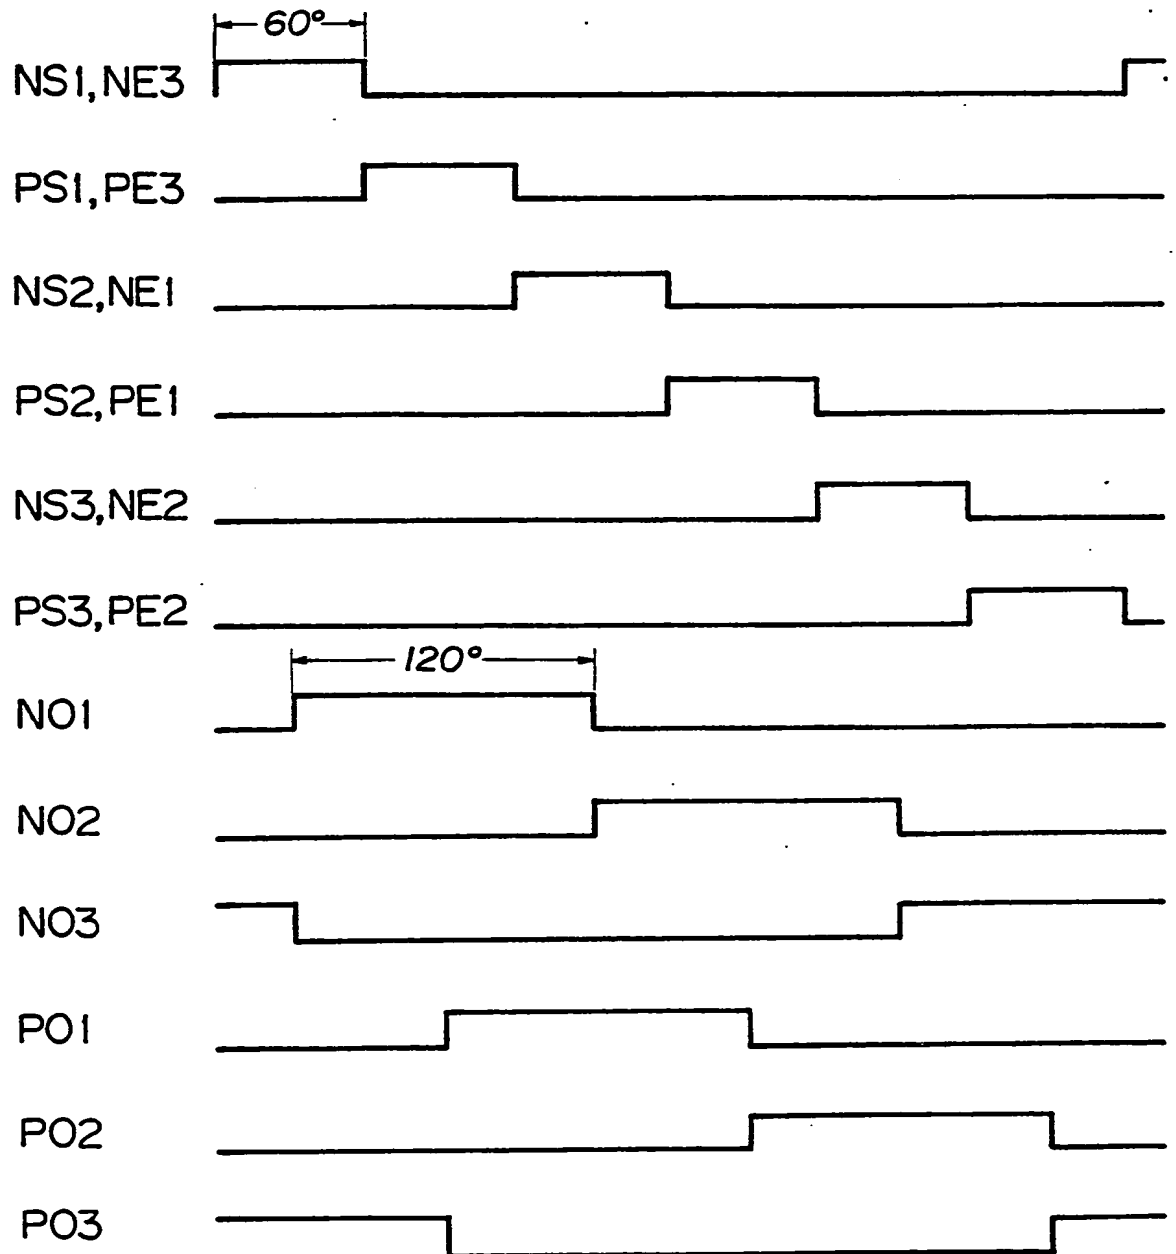 60°
NS1, NE3
PS1, PE3
NS2, NE1
PS2, PE1
NS3, NE2
PS3, PE2
120°
NO1
NO2
NO3
PO1
PO2
PO3